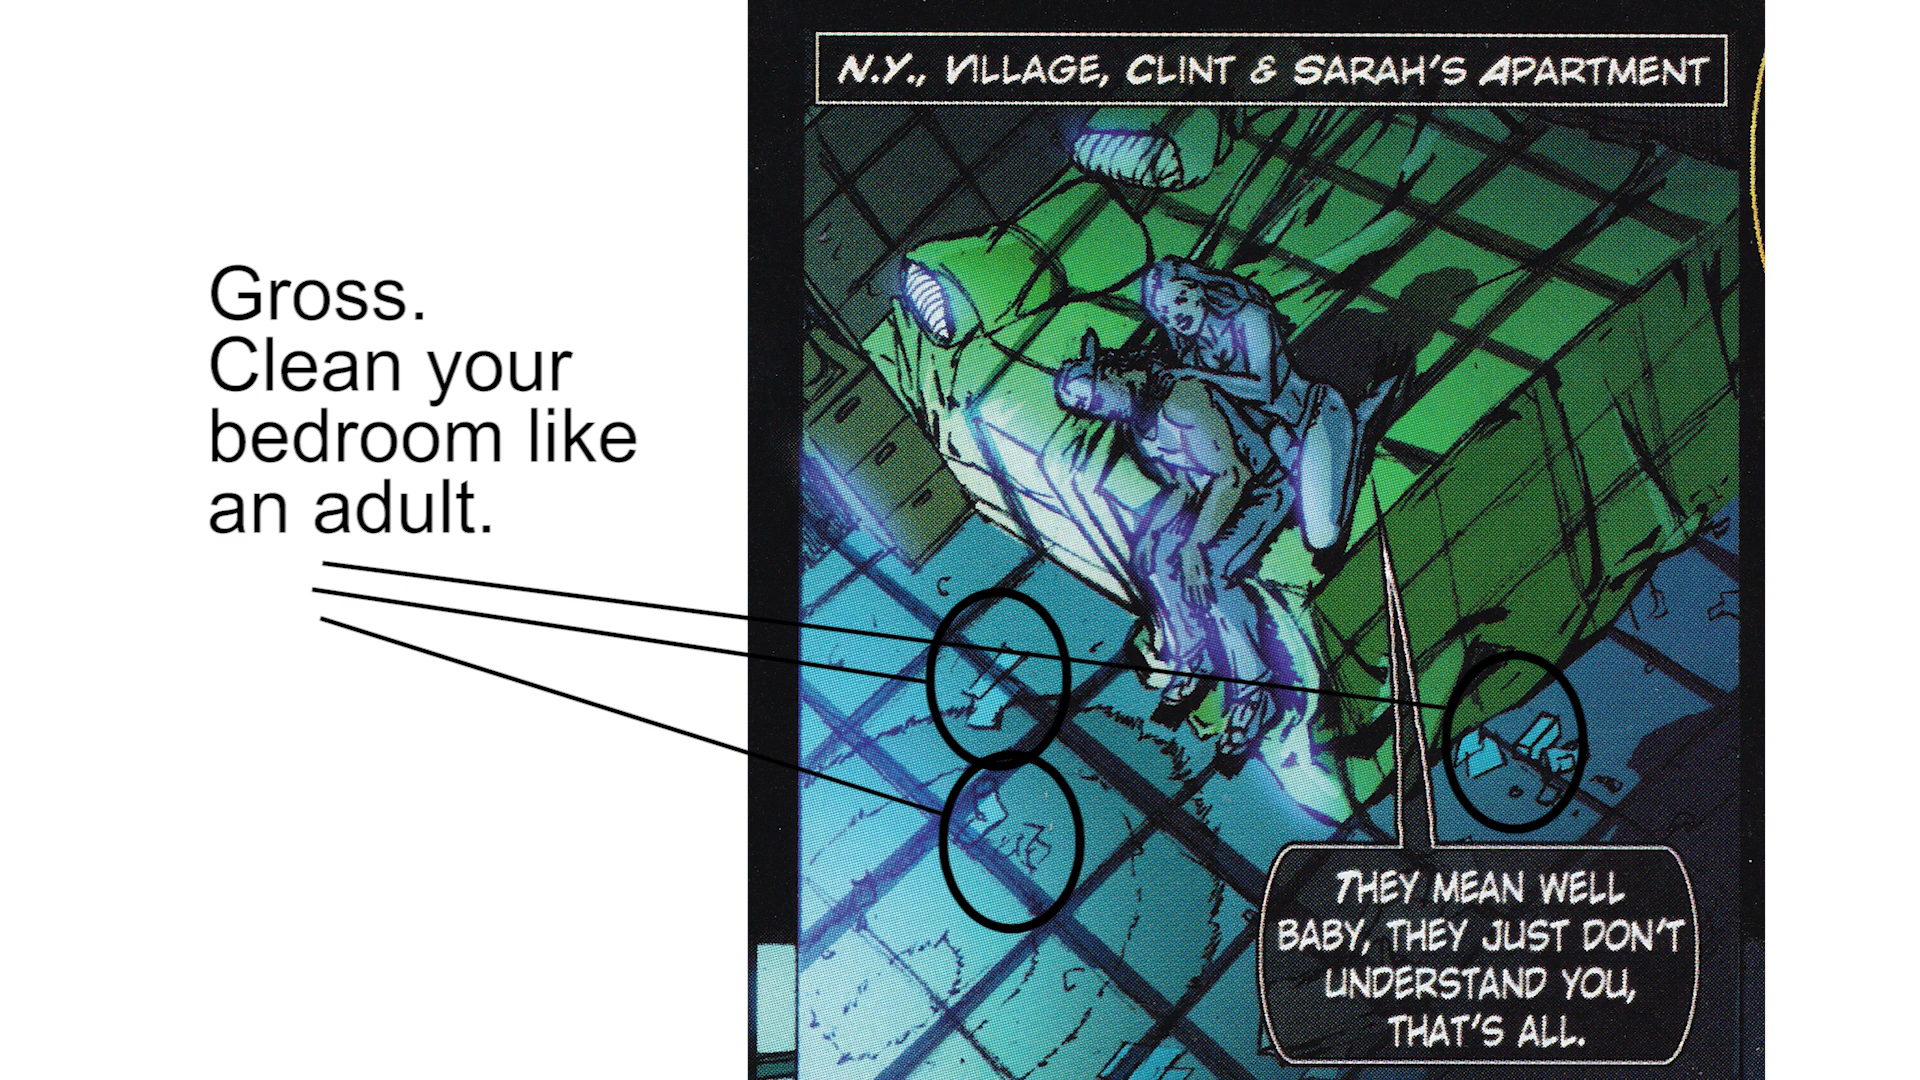 Gross.
Clean your
bedroom like
an adult.
N.Y., VILLAGE, CLINT & SARAH'S APARTMENT
THEY MEAN WELL
BABY, THEY JUST DON'T
UNDERSTAND YOU,
THAT'S ALL.